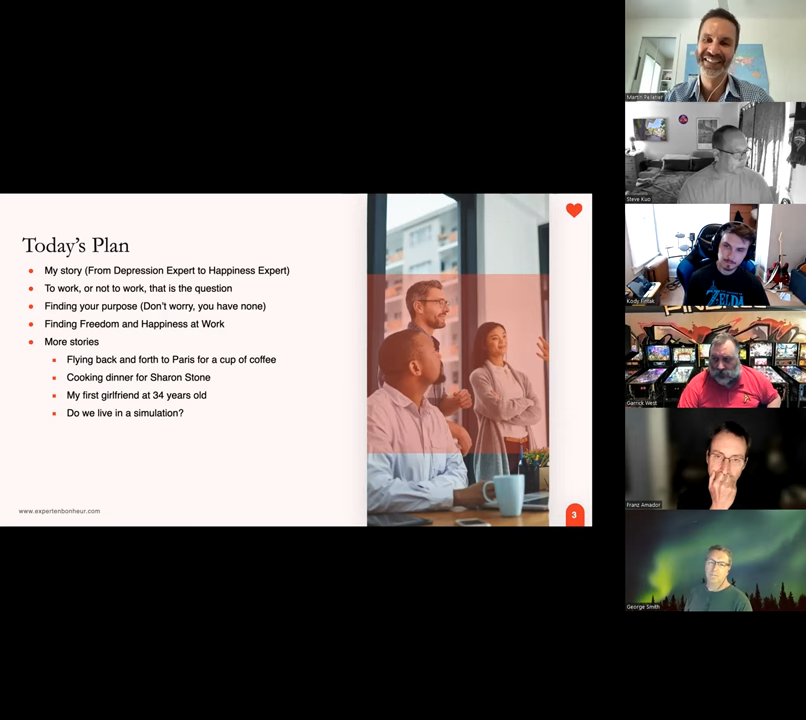 Today's Plan
My story (From Depression Expert to Happiness Expert)
To work, or not to work, that is the question
Finding your purpose (Don't worry, you have none)
Finding Freedom and Happiness at Work
More stories
Flying back and forth to Paris for a cup of coffee
Cooking dinner for Sharon Stone
My first girlfriend at 34 years old
Do we live in a simulation?
www.expertenbonheur.com
3
Martin Pelletier
Steve Kuo
Kody
ZELDA
Garrick West
Franz Amador
George Smith